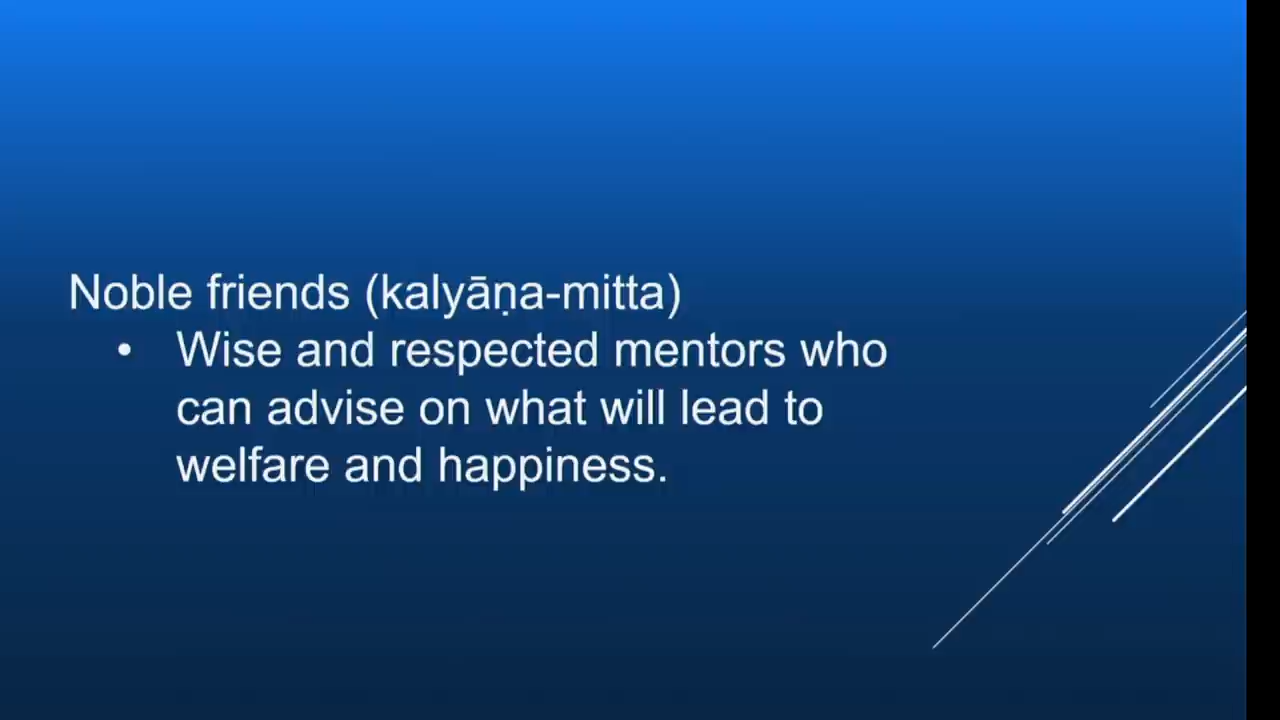 Noble friends (kalyāṇa-mitta)
• Wise and respected mentors who
can advise on what will lead to
welfare and happiness.